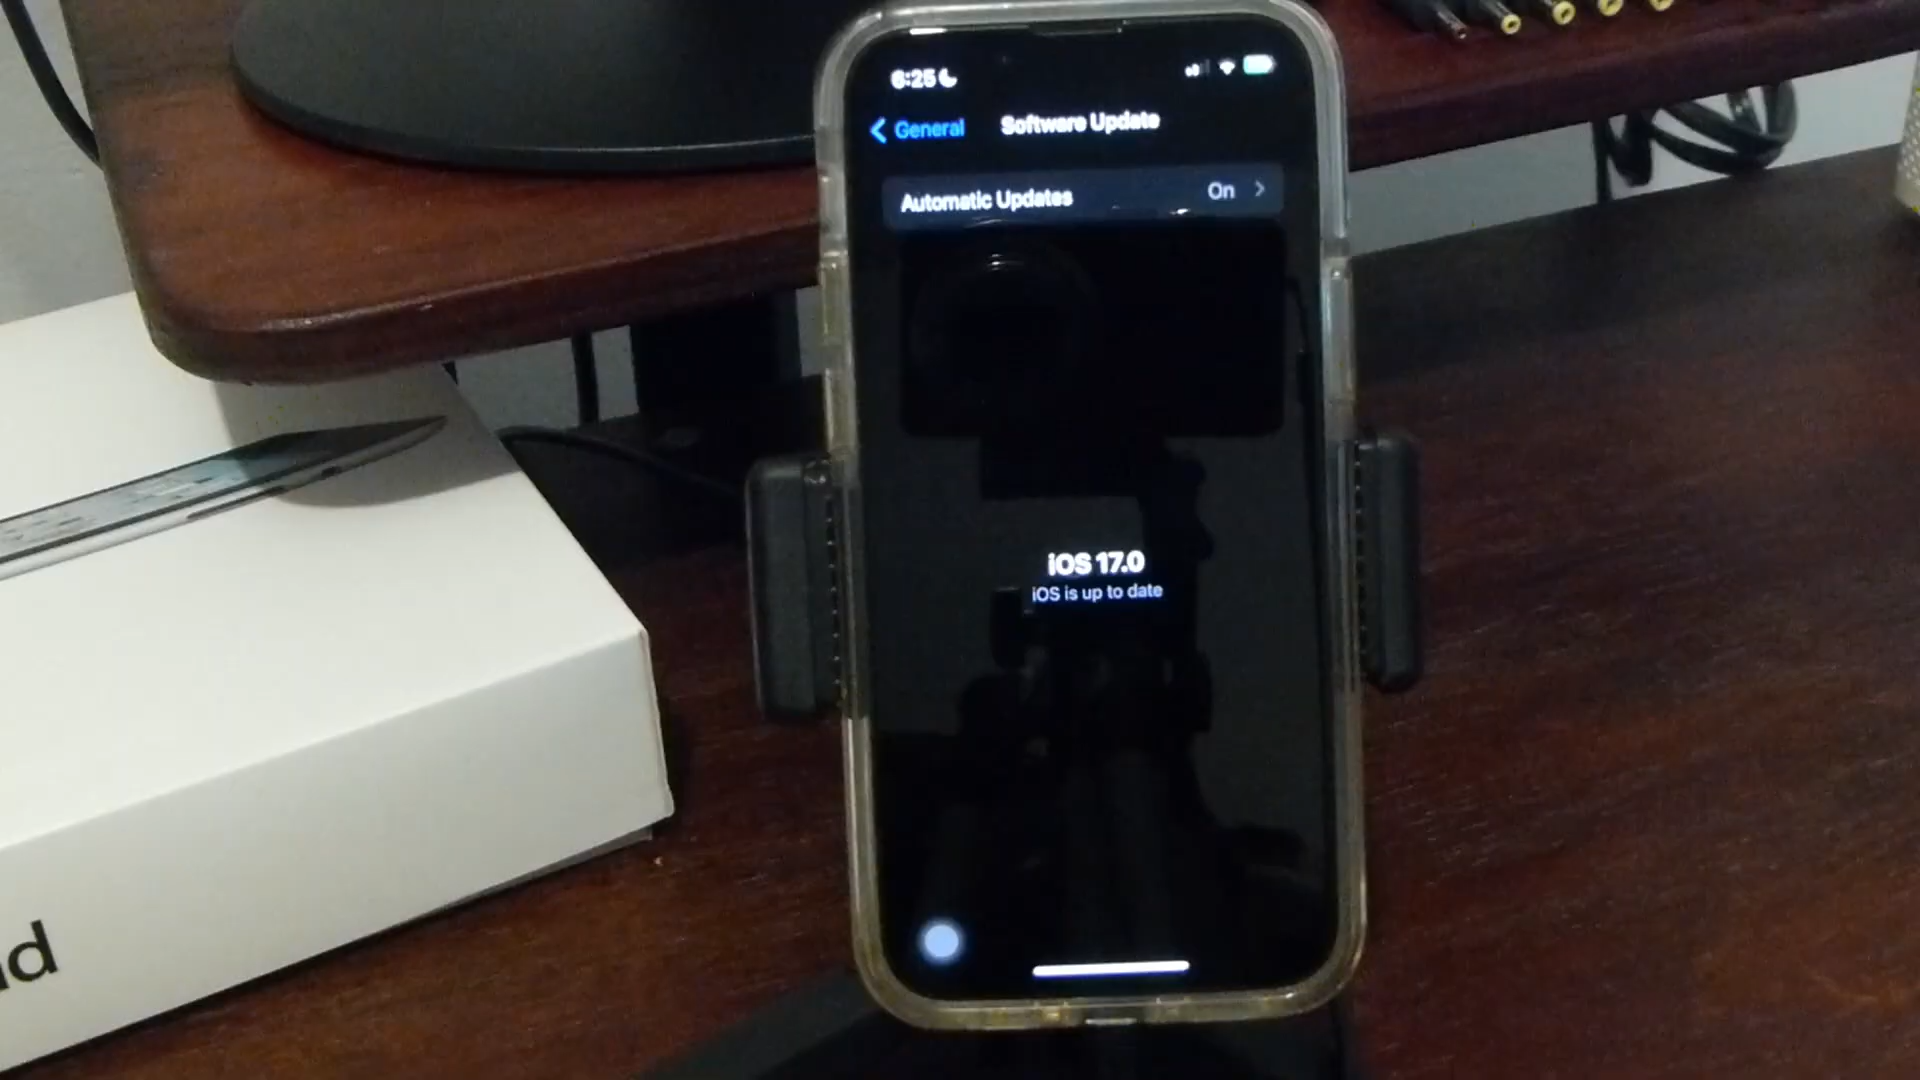 6:25
General
Software Update
Automatic Updates
On
iOS 17.0
iOS is up to date
d